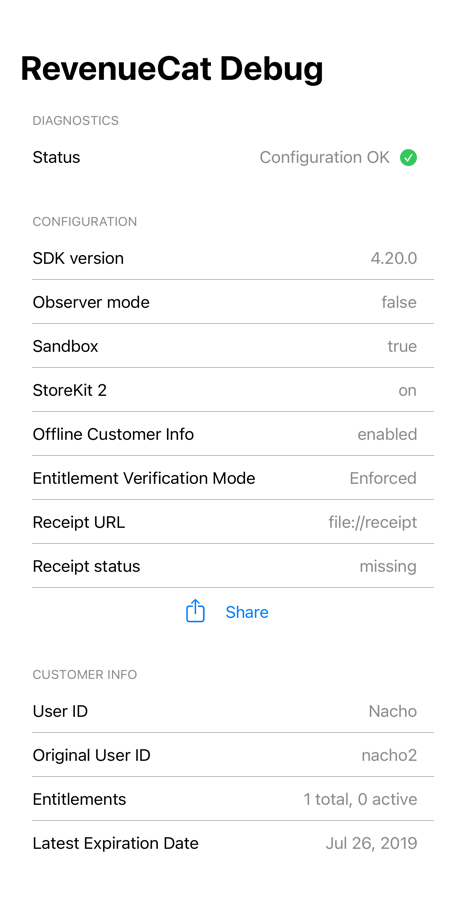 RevenueCat Debug
DIAGNOSTICS
Status Configuration OK
CONFIGURATION
SDK version 4.20.0
Observer mode false
Sandbox true
StoreKit 2 on
Offline Customer Info enabled
Entitlement Verification Mode Enforced
Receipt URL file://receipt
Receipt status missing
Share
CUSTOMER INFO
User ID Nacho
Original User ID nacho2
Entitlements 1 total, 0 active
Latest Expiration Date Jul 26, 2019